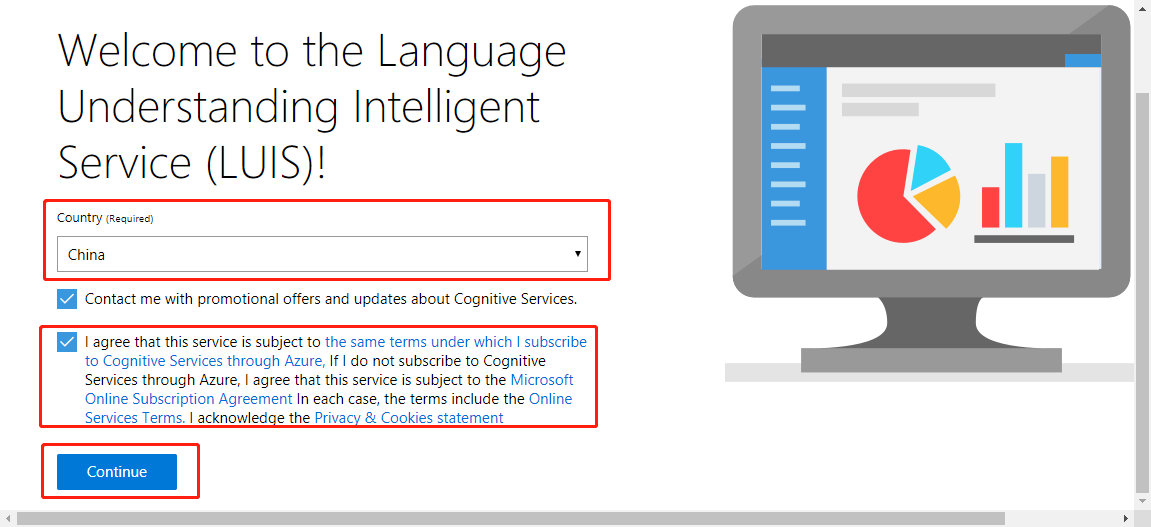 Welcome to the Language
Understanding Intelligent
Service (LUIS)!
Country (Required)
China
Contact me with promotional offers and updates about Cognitive Services.
I agree that this service is subject to the same terms under which I subscribe
to Cognitive Services through Azure, If I do not subscribe to Cognitive
Services through Azure, I agree that this service is subject to the Microsoft
Online Subscription Agreement In each case, the terms include the Online
Services Terms. I acknowledge the Privacy & Cookies statement
Continue